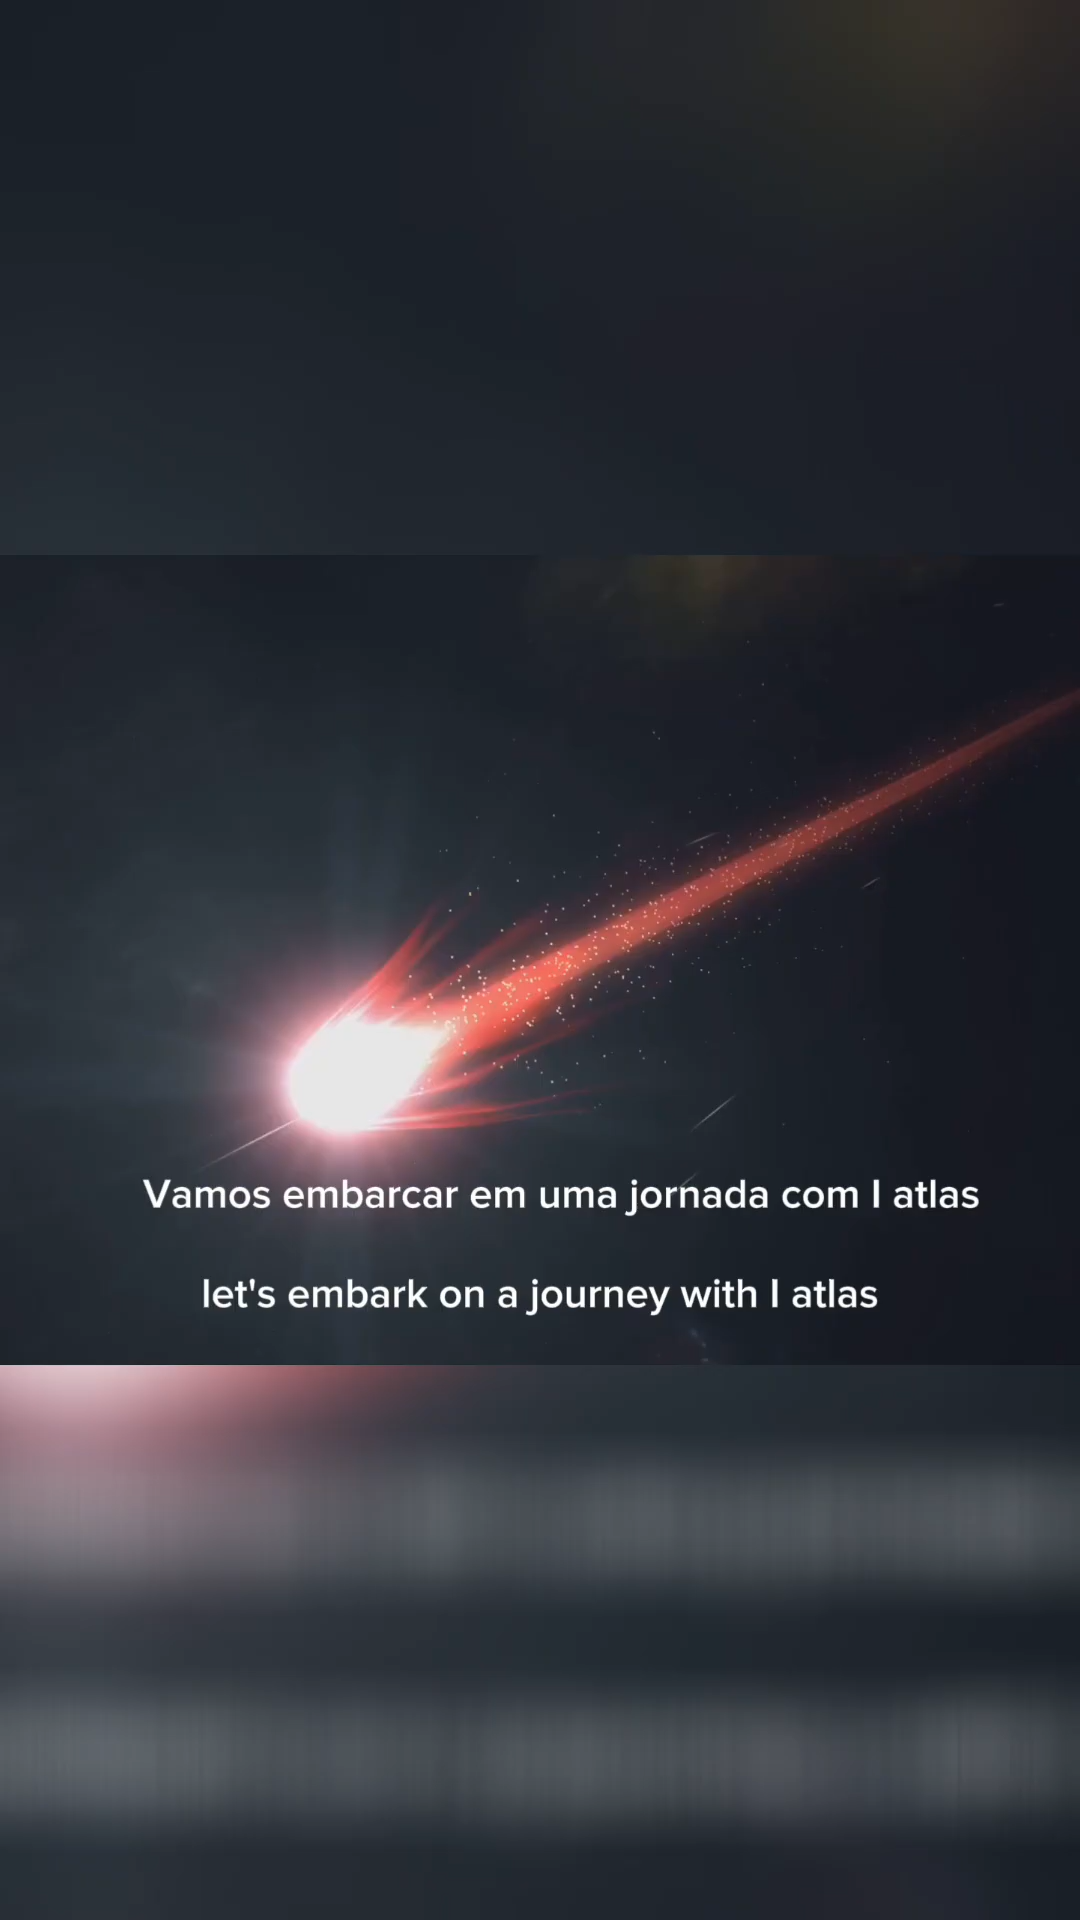 Vamos embarcar em uma jornada com I atlas
let's embark on a journey with I atlas